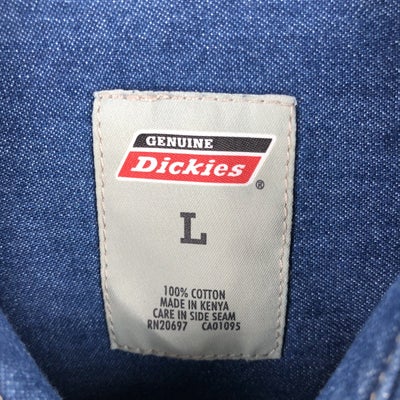 GENUINE
Dickies®
L
100% COTTON
MADE IN KENYA
CARE IN SIDE SEAM
RN20697 CA01095